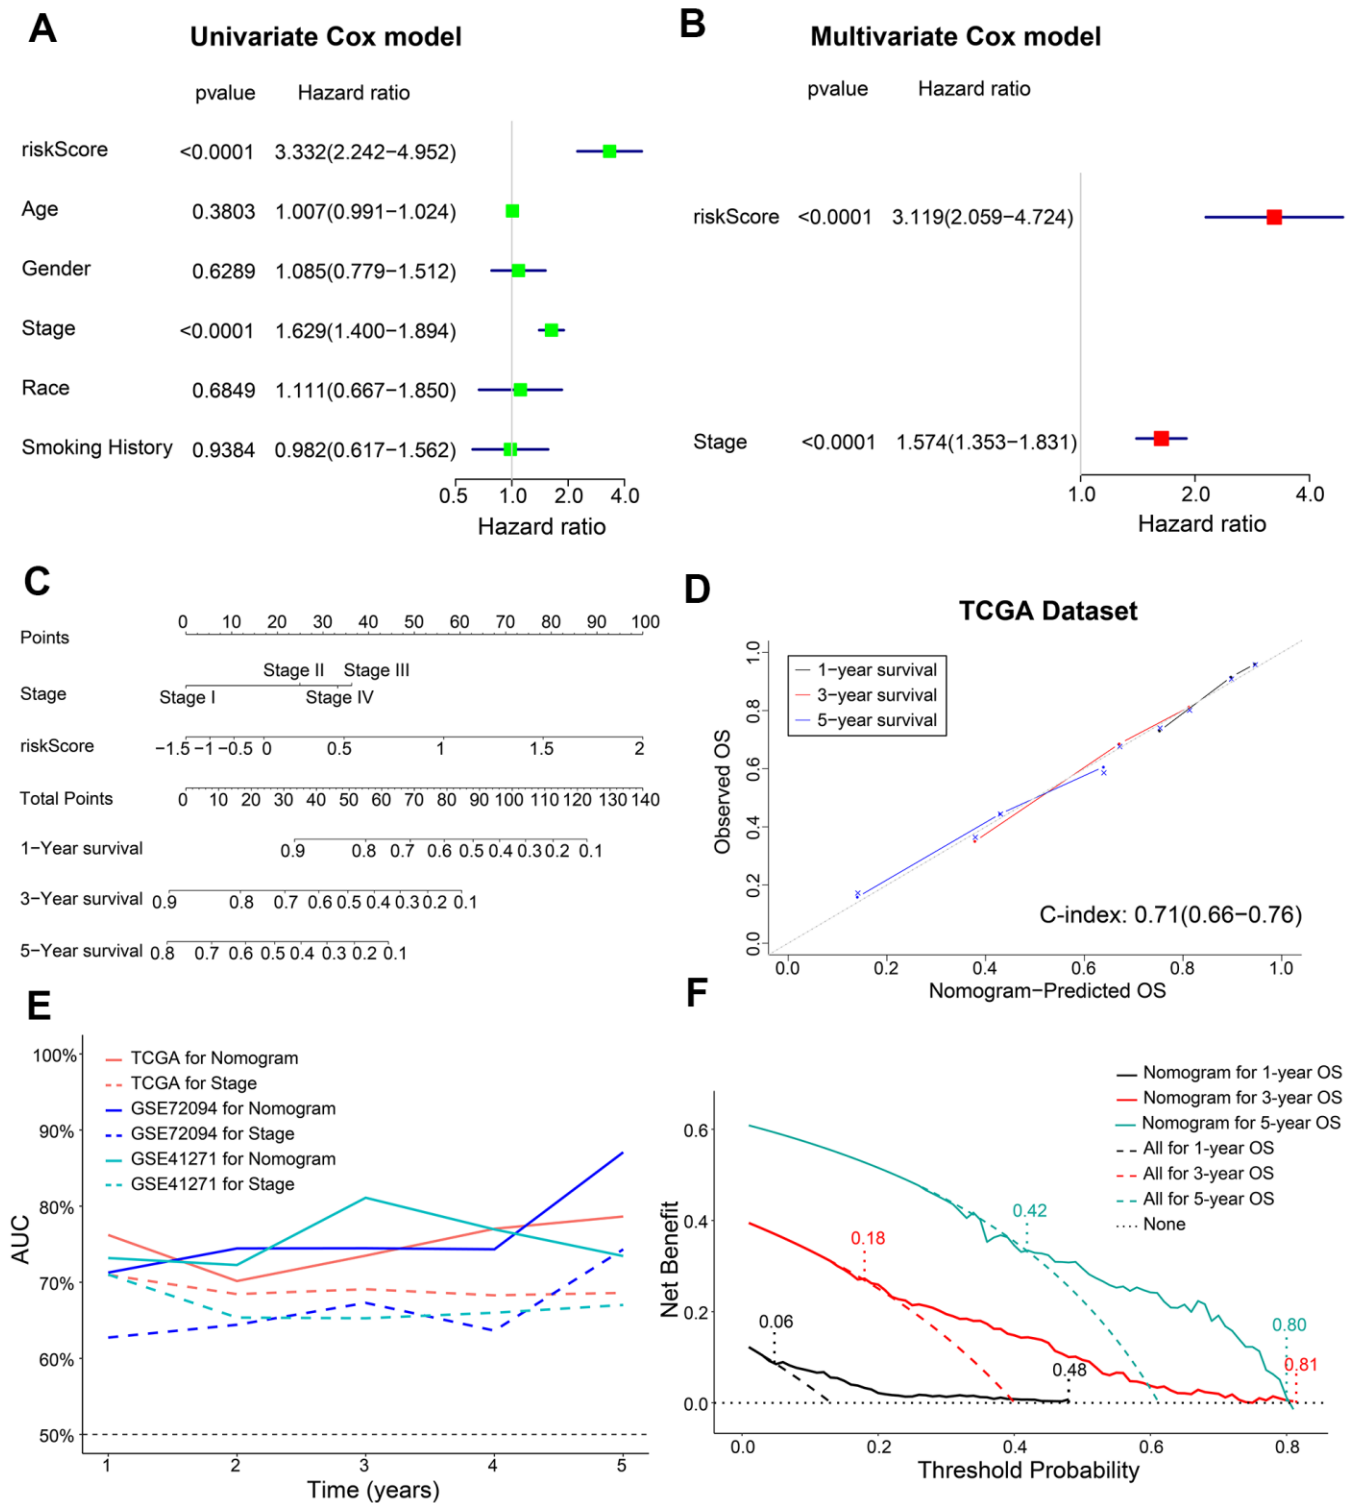 A
Univariate Cox model
pvalue Hazard ratio
riskScore <0.0001 3.332(2.242−4.952)
Age 0.3803 1.007(0.991−1.024)
Gender 0.6289 1.085(0.779−1.512)
Stage <0.0001 1.629(1.400−1.894)
Race 0.6849 1.111(0.667−1.850)
Smoking History 0.9384 0.982(0.617−1.562)
0.5 1.0 2.0 4.0
Hazard ratio
B
Multivariate Cox model
pvalue Hazard ratio
riskScore <0.0001 3.119(2.059−4.724)
Stage <0.0001 1.574(1.353−1.831)
1.0 2.0 4.0
Hazard ratio
C
Points 0 10 20 30 40 50 60 70 80 90 100
Stage II Stage III
Stage
Stage I Stage IV
riskScore −1.5 −1 −0.5 0 0.5 1 1.5 2
Total Points 0 10 20 30 40 50 60 70 80 90 100 110 120 130 140
1−Year survival 0.9 0.8 0.7 0.6 0.5 0.4 0.3 0.2 0.1
3−Year survival 0.9 0.8 0.7 0.6 0.5 0.4 0.3 0.2 0.1
5−Year survival 0.8 0.7 0.6 0.5 0.4 0.3 0.2 0.1
D
TCGA Dataset
1-year survival
3-year survival
5-year survival
Observed OS
1.0
0.8
0.6
0.4
0.2
0.0
C-index: 0.71(0.66−0.76)
0.0 0.2 0.4 0.6 0.8 1.0
Nomogram−Predicted OS
E
TCGA for Nomogram
TCGA for Stage
GSE72094 for Nomogram
GSE72094 for Stage
GSE41271 for Nomogram
GSE41271 for Stage
AUC
100%
90%
80%
70%
60%
50%
1 2 3 4 5
Time (years)
F
Nomogram for 1-year OS
Nomogram for 3-year OS
Nomogram for 5-year OS
All for 1-year OS
All for 3-year OS
All for 5-year OS
None
Net Benefit
0.6
0.4
0.2
0.0
0.42
0.18
0.06
0.80
0.48
0.81
0.0 0.2 0.4 0.6 0.8
Threshold Probability